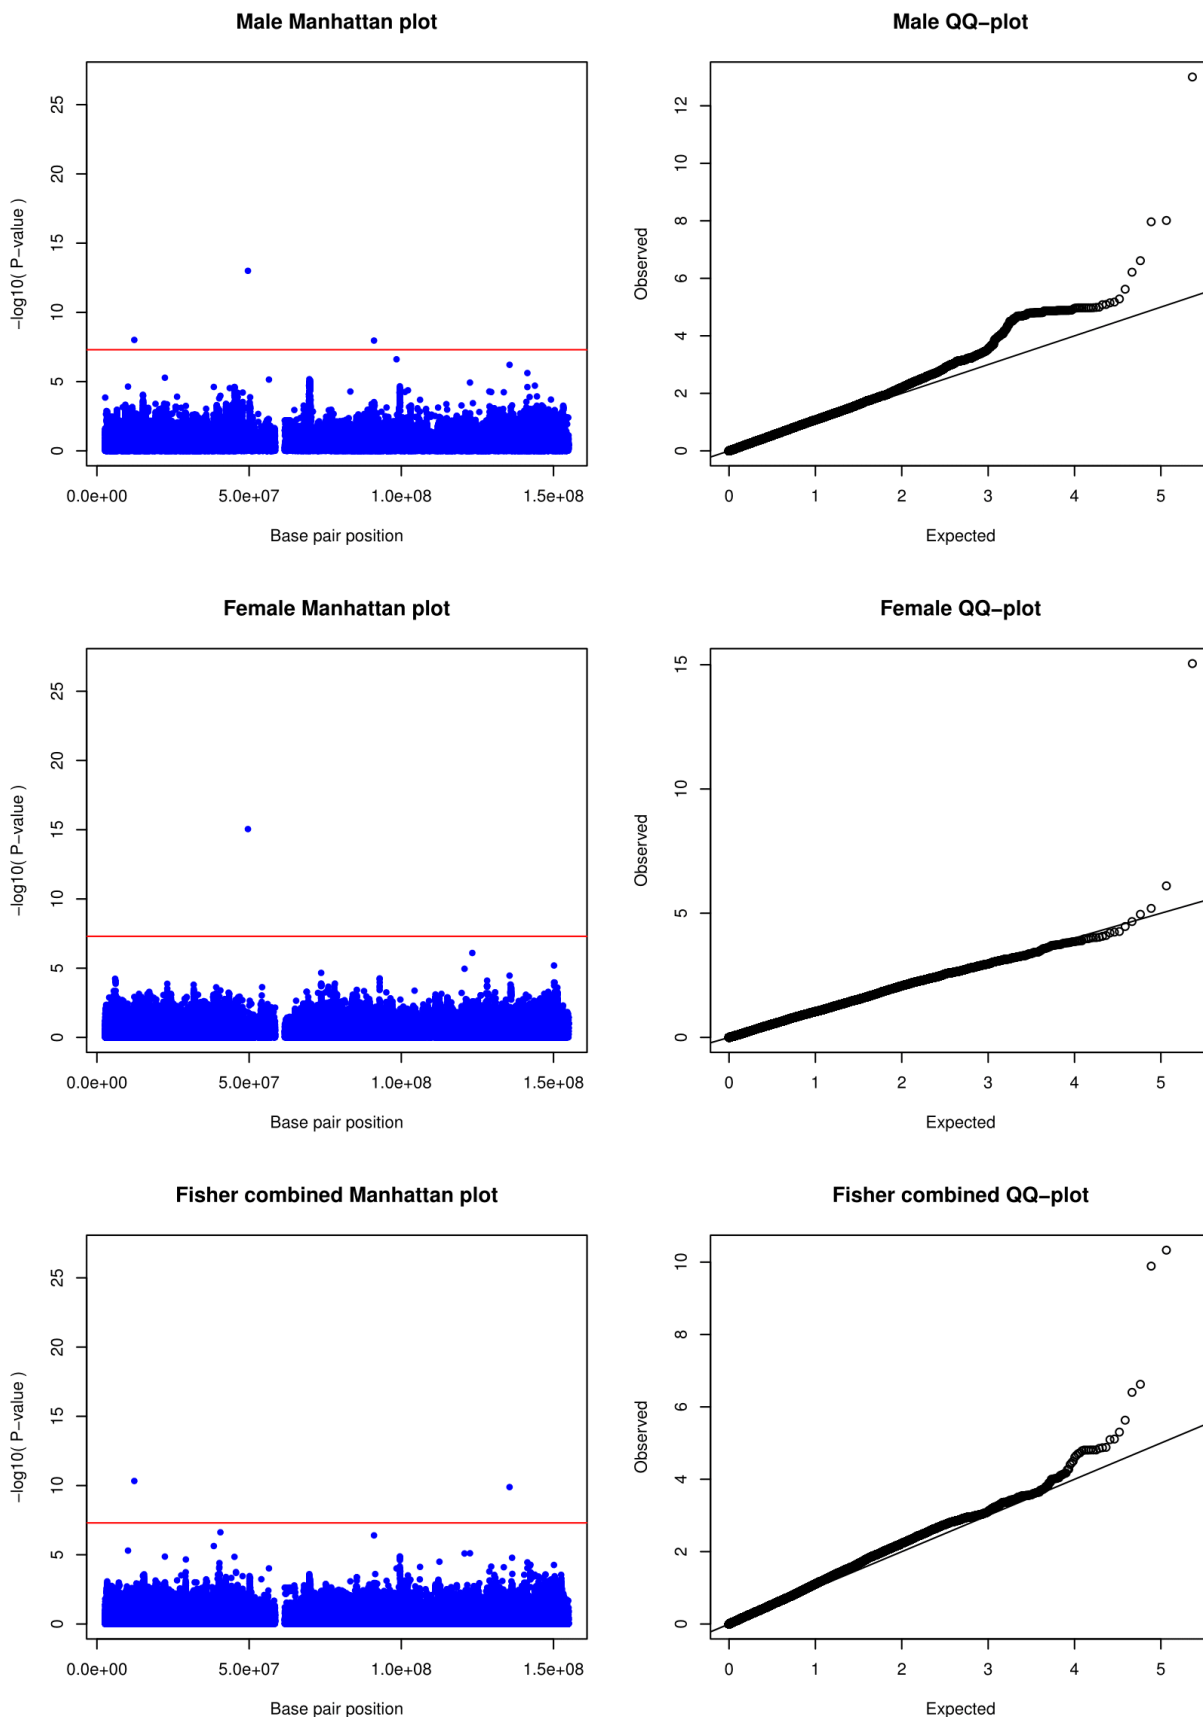 Male Manhattan plot
−log10( P−value )
25
20
15
10
5
0
0.0e+00 5.0e+07 1.0e+08 1.5e+08
Base pair position
Male QQ−plot
Observed
12
10
8
6
4
2
0
0 1 2 3 4 5
Expected
Female Manhattan plot
−log10( P−value )
25
20
15
10
5
0
0.0e+00 5.0e+07 1.0e+08 1.5e+08
Base pair position
Female QQ−plot
Observed
15
10
5
0
0 1 2 3 4 5
Expected
Fisher combined Manhattan plot
−log10( P−value )
25
20
15
10
5
0
0.0e+00 5.0e+07 1.0e+08 1.5e+08
Base pair position
Fisher combined QQ−plot
Observed
10
8
6
4
2
0
0 1 2 3 4 5
Expected